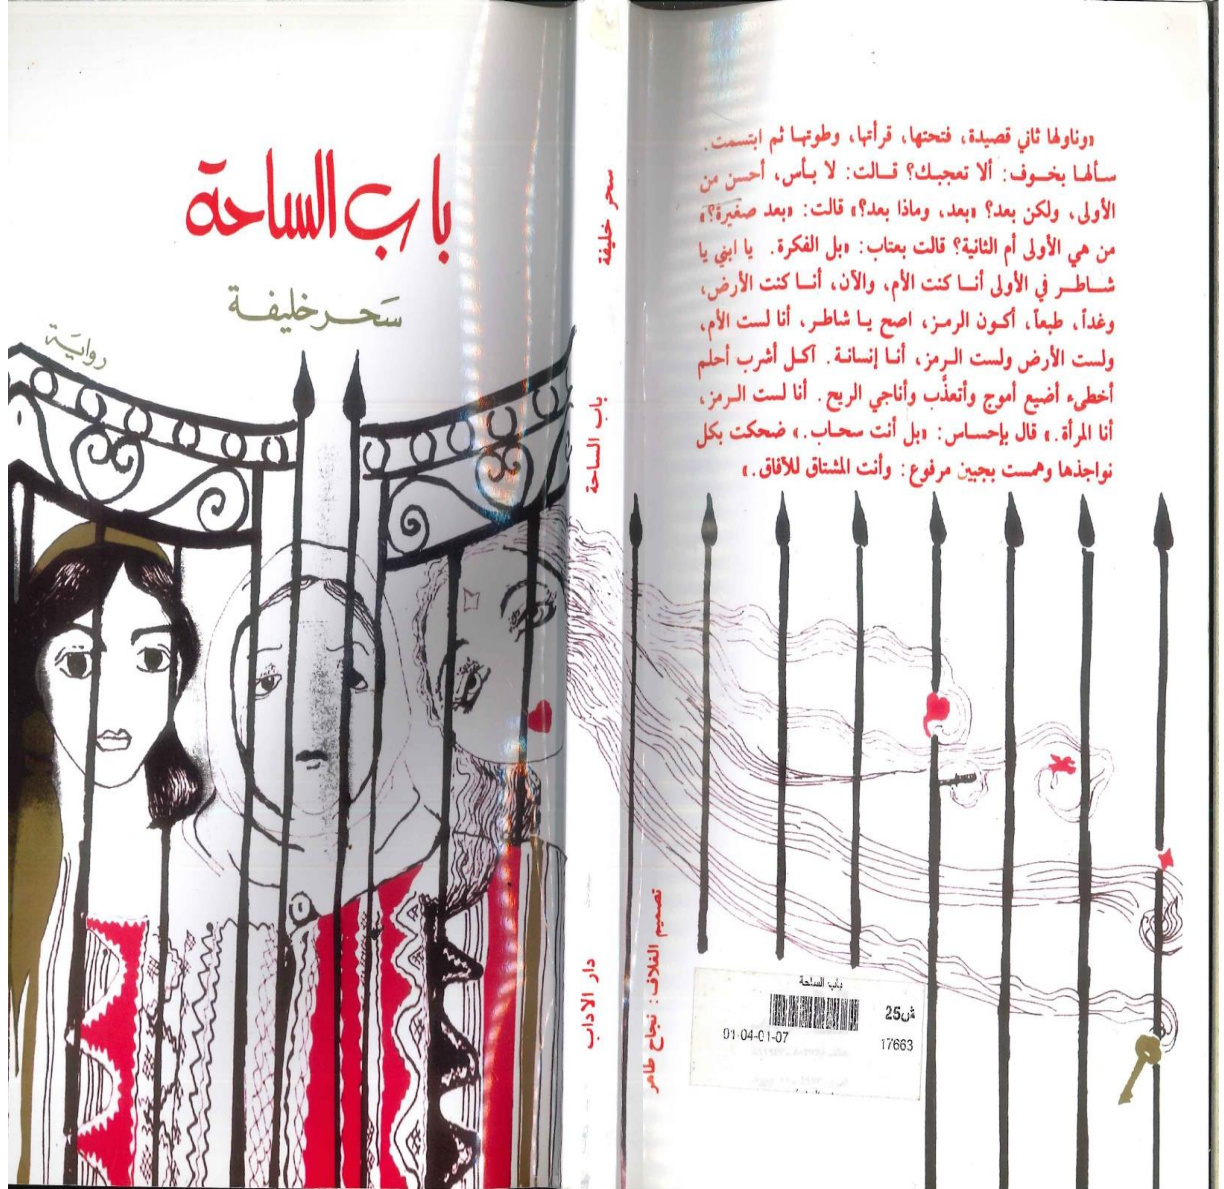 باب الساحة
سَحر خليفة
روايَة
سحر خليفة
باب الساحة
دار الاداب
«وناولها ثاني قصيدة، فتحتها، قرأتها، وطوتها ثم ابتسمت.
سألها بخوف: ألا تعجبك؟ قالت: لا بأس، أحسن من
الأولى، ولكن بعد؟ «بعد، وماذا بعد؟» قالت: «بعد صغيرة؟»
من هي الأولى أم الثانية؟ قالت بعتاب: «بل الفكرة. يا ابني يا
شاطر في الأولى أنا كنت الأم، والآن، أنا كنت الأرض،
وغداً، طبعاً، أكون الرمز، اصح يا شاطر، أنا لست الأم،
ولست الأرض ولست الرمز، أنا إنسانة. آكل أشرب أحلم
أخطىء أضيع أموج وأتعذَّب وأناجي الريح. أنا لست الرمز،
أنا المرأة.» قال بإحساس: «بل أنت سحاب.» ضحكت بكل
نواجذها وهمست بجبين مرفوع: وأنت المشتاق للآفاق.»
تصميم الغلاف: نجاح طاهر
باب الساحة
25ش
01-04-01-07
17663